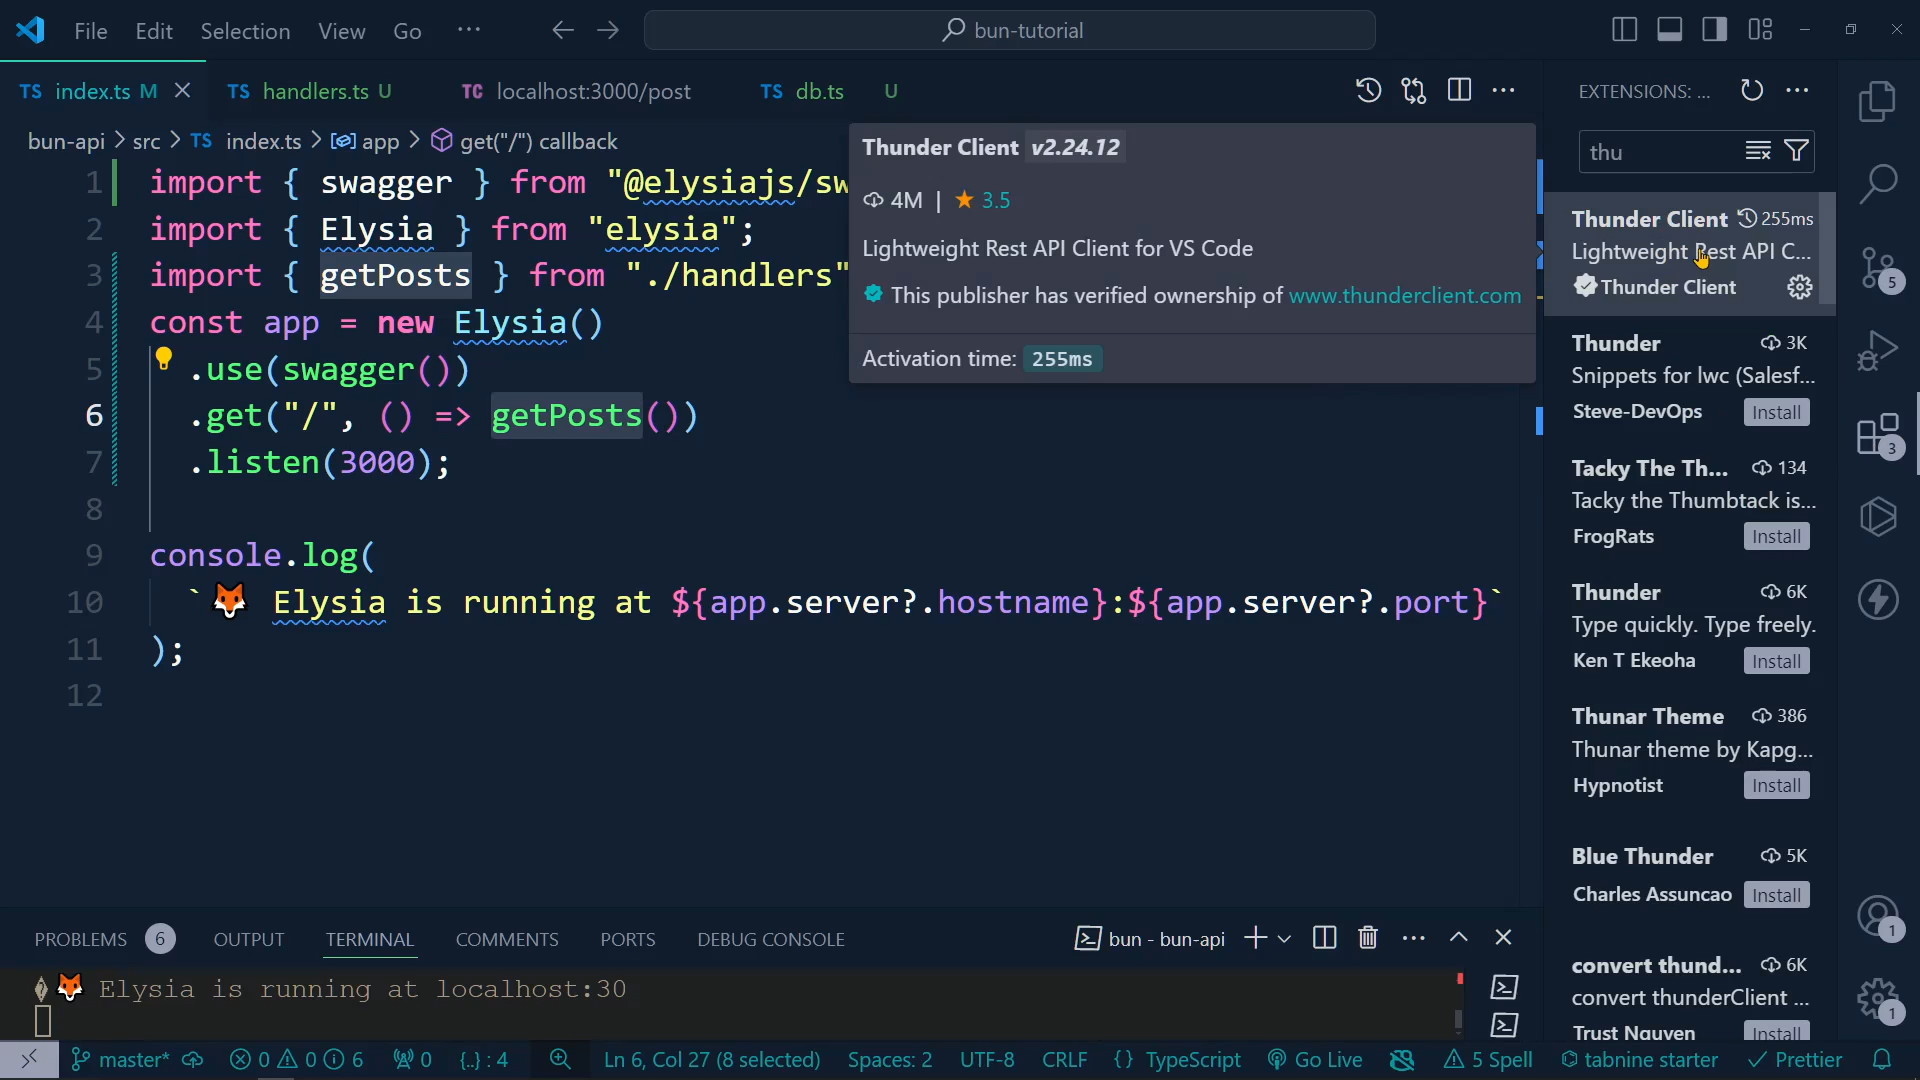 File Edit Selection View Go ··· bun-tutorial
TS index.ts M TS handlers.ts U TC localhost:3000/post TS db.ts U
bun-api > src > TS index.ts > app > get("/") callback
1 import { swagger } from "@elysiajs/sw
2 import { Elysia } from "elysia";
3 import { getPosts } from "./handlers"
4 const app = new Elysia()
5 .use(swagger())
6 .get("/", () => getPosts())
7 .listen(3000);
8
9 console.log(
10 `🦊 Elysia is running at ${app.server?.hostname}:${app.server?.port}`
11 );
12
Thunder Client v2.24.12
4M | ★ 3.5
Lightweight Rest API Client for VS Code
This publisher has verified ownership of www.thunderclient.com
Activation time: 255ms
EXTENSIONS: ...
thu
Thunder Client 255ms
Lightweight Rest API C...
Thunder Client
Thunder 3K
Snippets for lwc (Salesf...
Steve-DevOps Install
Tacky The Th... 134
Tacky the Thumbtack is...
FrogRats Install
Thunder 6K
Type quickly. Type freely.
Ken T Ekeoha Install
Thunar Theme 386
Thunar theme by Kapg...
Hypnotist Install
Blue Thunder 5K
Charles Assuncao Install
convert thund... 6K
convert thunderClient ...
Trust Nguyen Install
5
3
1
1
PROBLEMS 6 OUTPUT TERMINAL COMMENTS PORTS DEBUG CONSOLE bun - bun-api
🦊 Elysia is running at localhost:30
master* 0 0 6 0 {..} : 4 Ln 6, Col 27 (8 selected) Spaces: 2 UTF-8 CRLF {} TypeScript Go Live 5 Spell tabnine starter Prettier